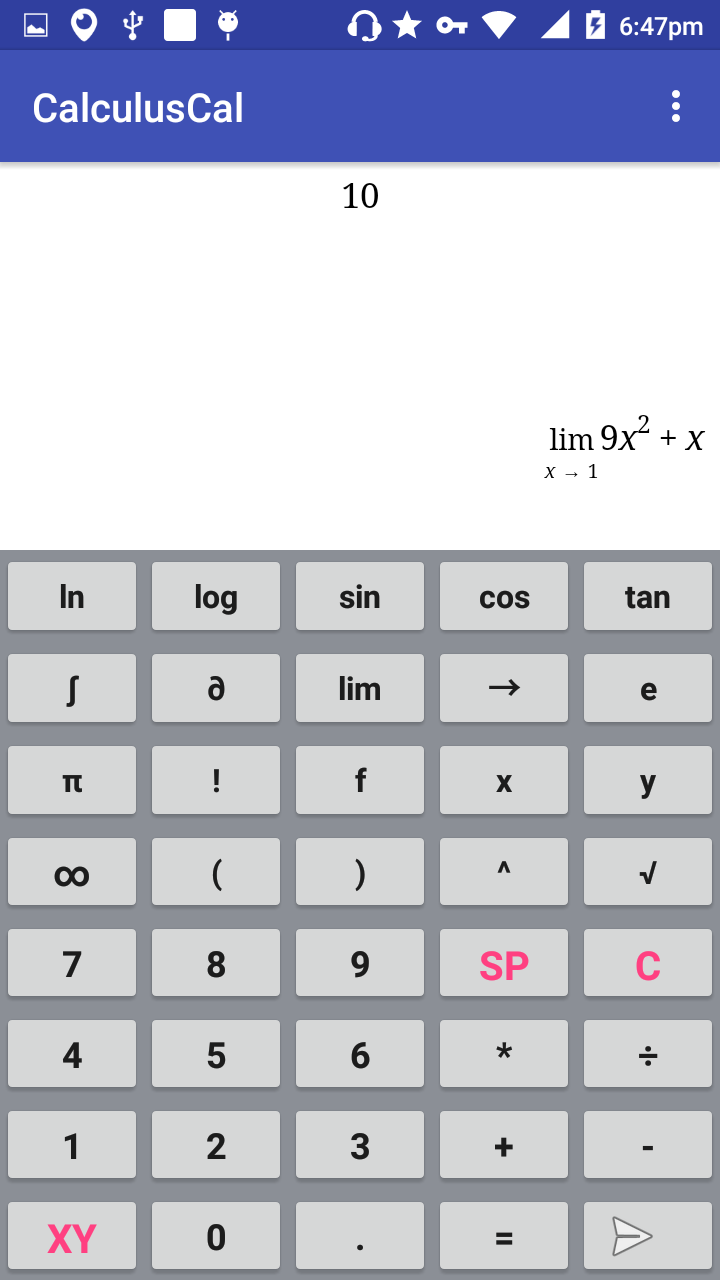 6:47pm
CalculusCal
10
lim 9x² + x
x → 1
ln log sin cos tan
∫ ∂ lim → e
π ! f x y
∞ ( ) ^ √
7 8 9 SP C
4 5 6 * ÷
1 2 3 + -
XY 0 . =